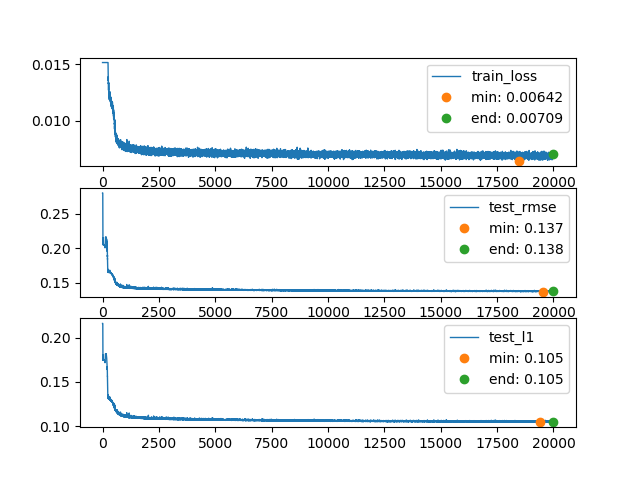 0.015
0.010
train_loss
min: 0.00642
end: 0.00709
0 2500 5000 7500 10000 12500 15000 17500 20000
0.25
0.20
0.15
test_rmse
min: 0.137
end: 0.138
0 2500 5000 7500 10000 12500 15000 17500 20000
0.20
0.15
0.10
test_l1
min: 0.105
end: 0.105
0 2500 5000 7500 10000 12500 15000 17500 20000